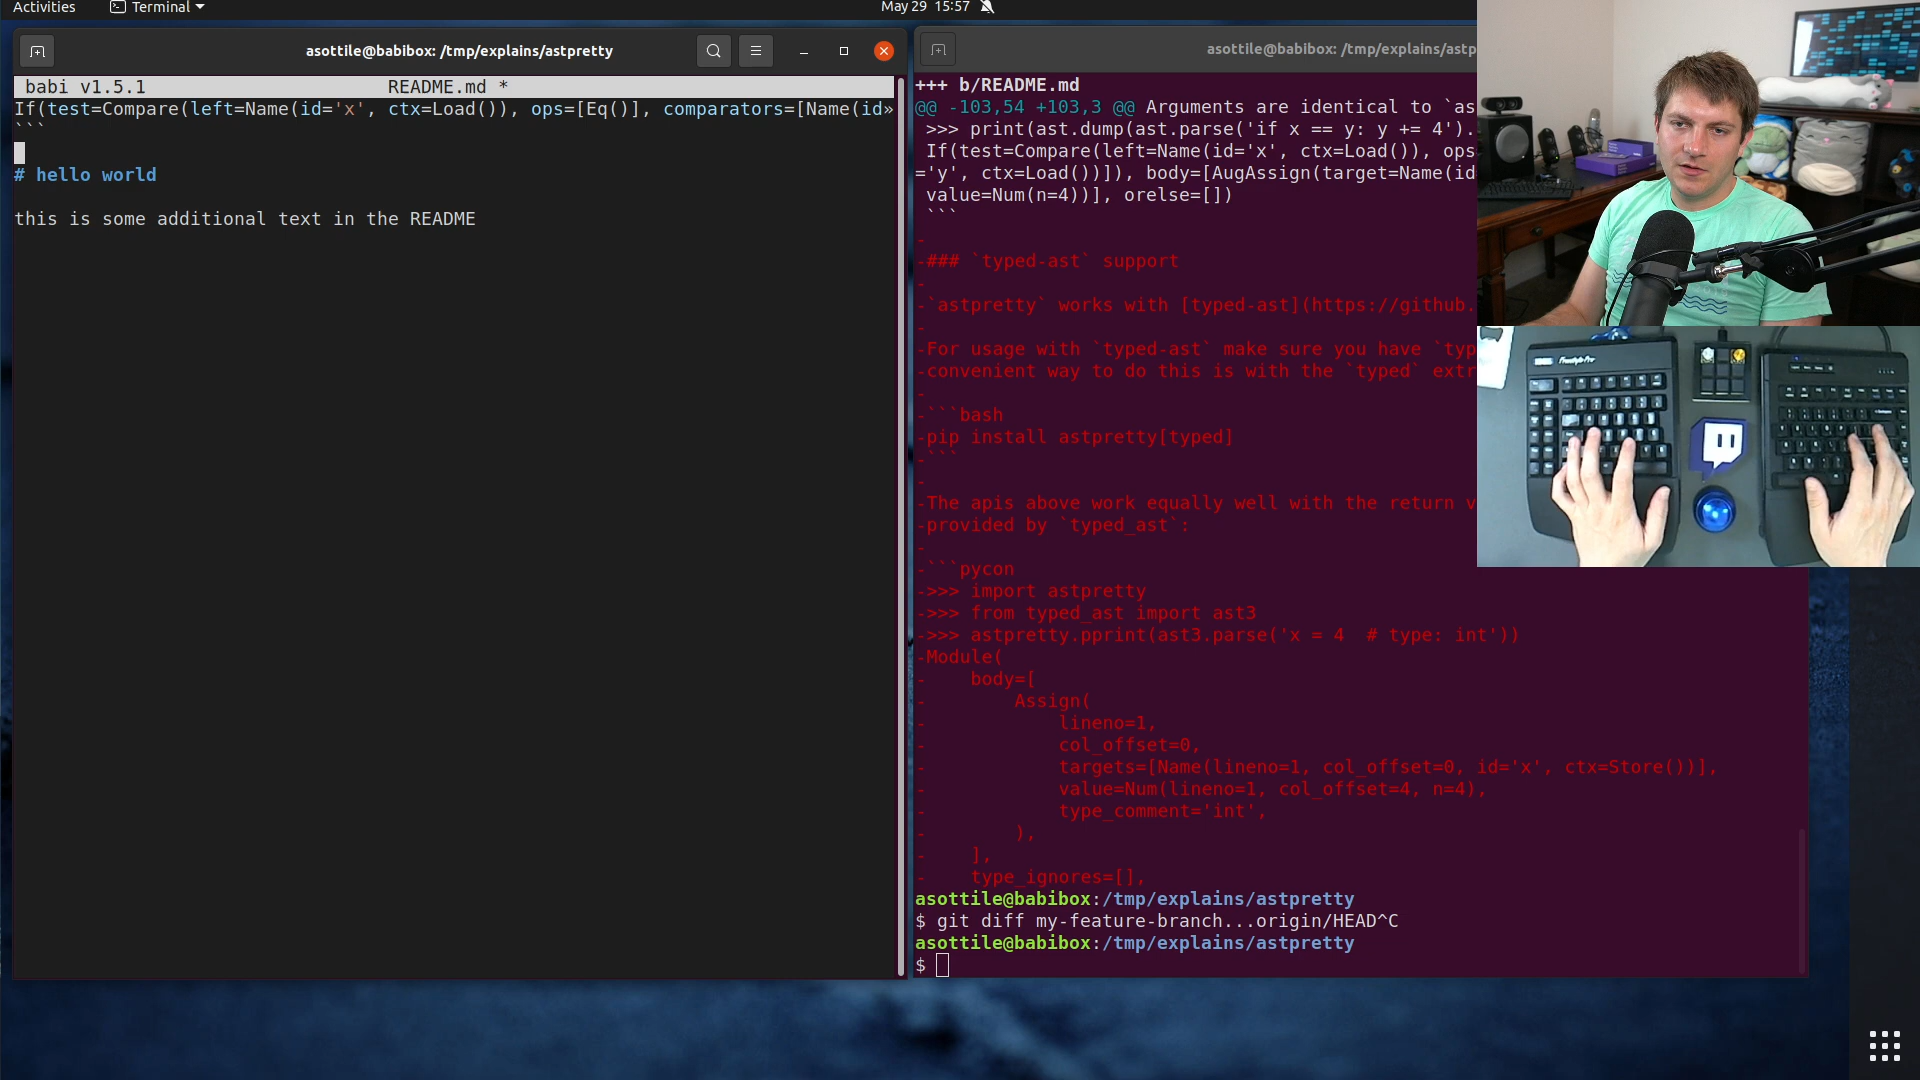 Activities
Terminal
May 29 15:57
asottile@babibox: /tmp/explains/astpretty
babi v1.5.1 README.md *
If(test=Compare(left=Name(id='x', ctx=Load()), ops=[Eq()], comparators=[Name(id»
```
# hello world
this is some additional text in the README
asottile@babibox: /tmp/explains/astp
+++ b/README.md
@@ -103,54 +103,3 @@ Arguments are identical to `as
>>> print(ast.dump(ast.parse('if x == y: y += 4').
If(test=Compare(left=Name(id='x', ctx=Load()), ops
='y', ctx=Load())]), body=[AugAssign(target=Name(id
value=Num(n=4))], orelse=[])
```
-
-### `typed-ast` support
-
-`astpretty` works with [typed-ast](https://github.
-
-For usage with `typed-ast` make sure you have `typ
-convenient way to do this is with the `typed` extr
-
-```bash
-pip install astpretty[typed]
-```
-
-The apis above work equally well with the return v
-provided by `typed_ast`:
-
-```pycon
->>> import astpretty
->>> from typed_ast import ast3
->>> astpretty.pprint(ast3.parse('x = 4  # type: int'))
-Module(
-    body=[
-        Assign(
-            lineno=1,
-            col_offset=0,
-            targets=[Name(lineno=1, col_offset=0, id='x', ctx=Store())],
-            value=Num(lineno=1, col_offset=4, n=4),
-            type_comment='int',
-        ),
-    ],
-    type_ignores=[],
asottile@babibox:/tmp/explains/astpretty
$ git diff my-feature-branch...origin/HEAD^C
asottile@babibox:/tmp/explains/astpretty
$